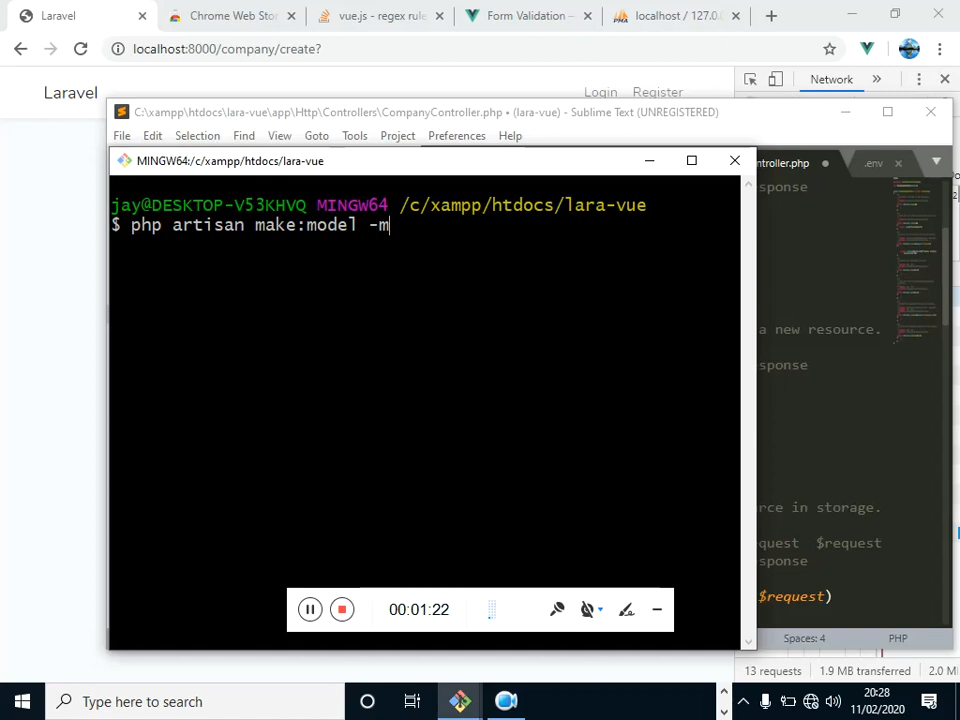 Laravel
Chrome Web Sto
vue.js - regex rule
Form Validation —
localhost / 127.0.0
localhost:8000/company/create?
Laravel
Login
Register
Network
C:\xampp\htdocs\lara-vue\app\Http\Controllers\CompanyController.php • (lara-vue) - Sublime Text (UNREGISTERED)
File Edit Selection Find View Goto Tools Project Preferences Help
MINGW64:/c/xampp/htdocs/lara-vue
ntroller.php
.env
jay@DESKTOP-V53KHVQ MINGW64 /c/xampp/htdocs/lara-vue
$ php artisan make:model -m
sponse
a new resource.
sponse
rce in storage.
quest $request
sponse
$request)
00:01:22
Spaces: 4
PHP
13 requests
1.9 MB transferred
2.0 M
Type here to search
20:28
11/02/2020